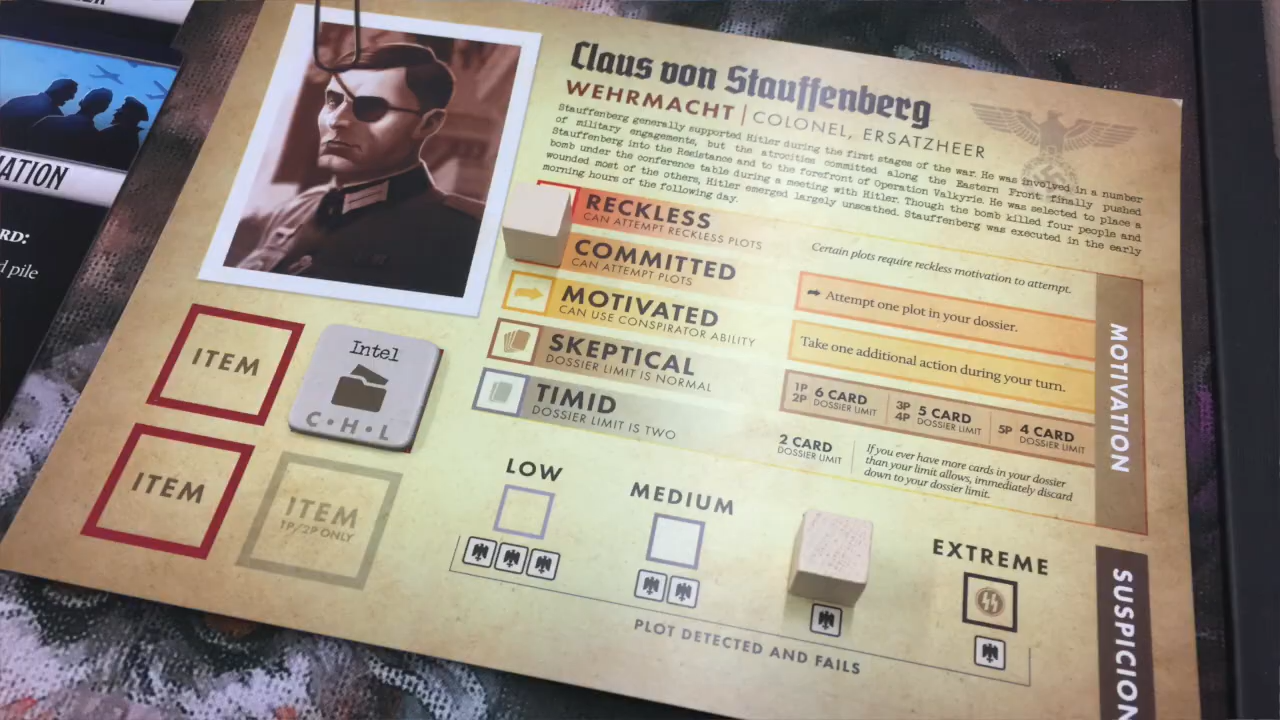 MATION
RD:
d pile
Claus von Stauffenberg
WEHRMACHT | COLONEL, ERSATZHEER
Stauffenberg generally supported Hitler during the first stages of the war. He was involved in a number
of military engagements, but the atrocities committed along the Eastern Front finally pushed
Stauffenberg into the Resistance and to the forefront of Operation Valkyrie. He was selected to place a
bomb under the conference table during a meeting with Hitler. Though the bomb killed four people and
wounded most of the others, Hitler emerged largely unscathed. Stauffenberg was executed in the early
morning hours of the following day.
RECKLESS
CAN ATTEMPT RECKLESS PLOTS
Certain plots require reckless motivation to attempt.
COMMITTED
CAN ATTEMPT PLOTS
Attempt one plot in your dossier.
MOTIVATED
CAN USE CONSPIRATOR ABILITY
Take one additional action during your turn.
SKEPTICAL
DOSSIER LIMIT IS NORMAL
1P 2P 6 CARD DOSSIER LIMIT
3P 4P 5 CARD DOSSIER LIMIT
5P 4 CARD DOSSIER LIMIT
TIMID
DOSSIER LIMIT IS TWO
2 CARD
DOSSIER LIMIT
If you ever have more cards in your dossier
than your limit allows, immediately discard
down to your dossier limit.
MOTIVATION
ITEM
Intel
C•H•L
ITEM
ITEM
1P/2P ONLY
LOW
MEDIUM
EXTREME
PLOT DETECTED AND FAILS
SUSPICION